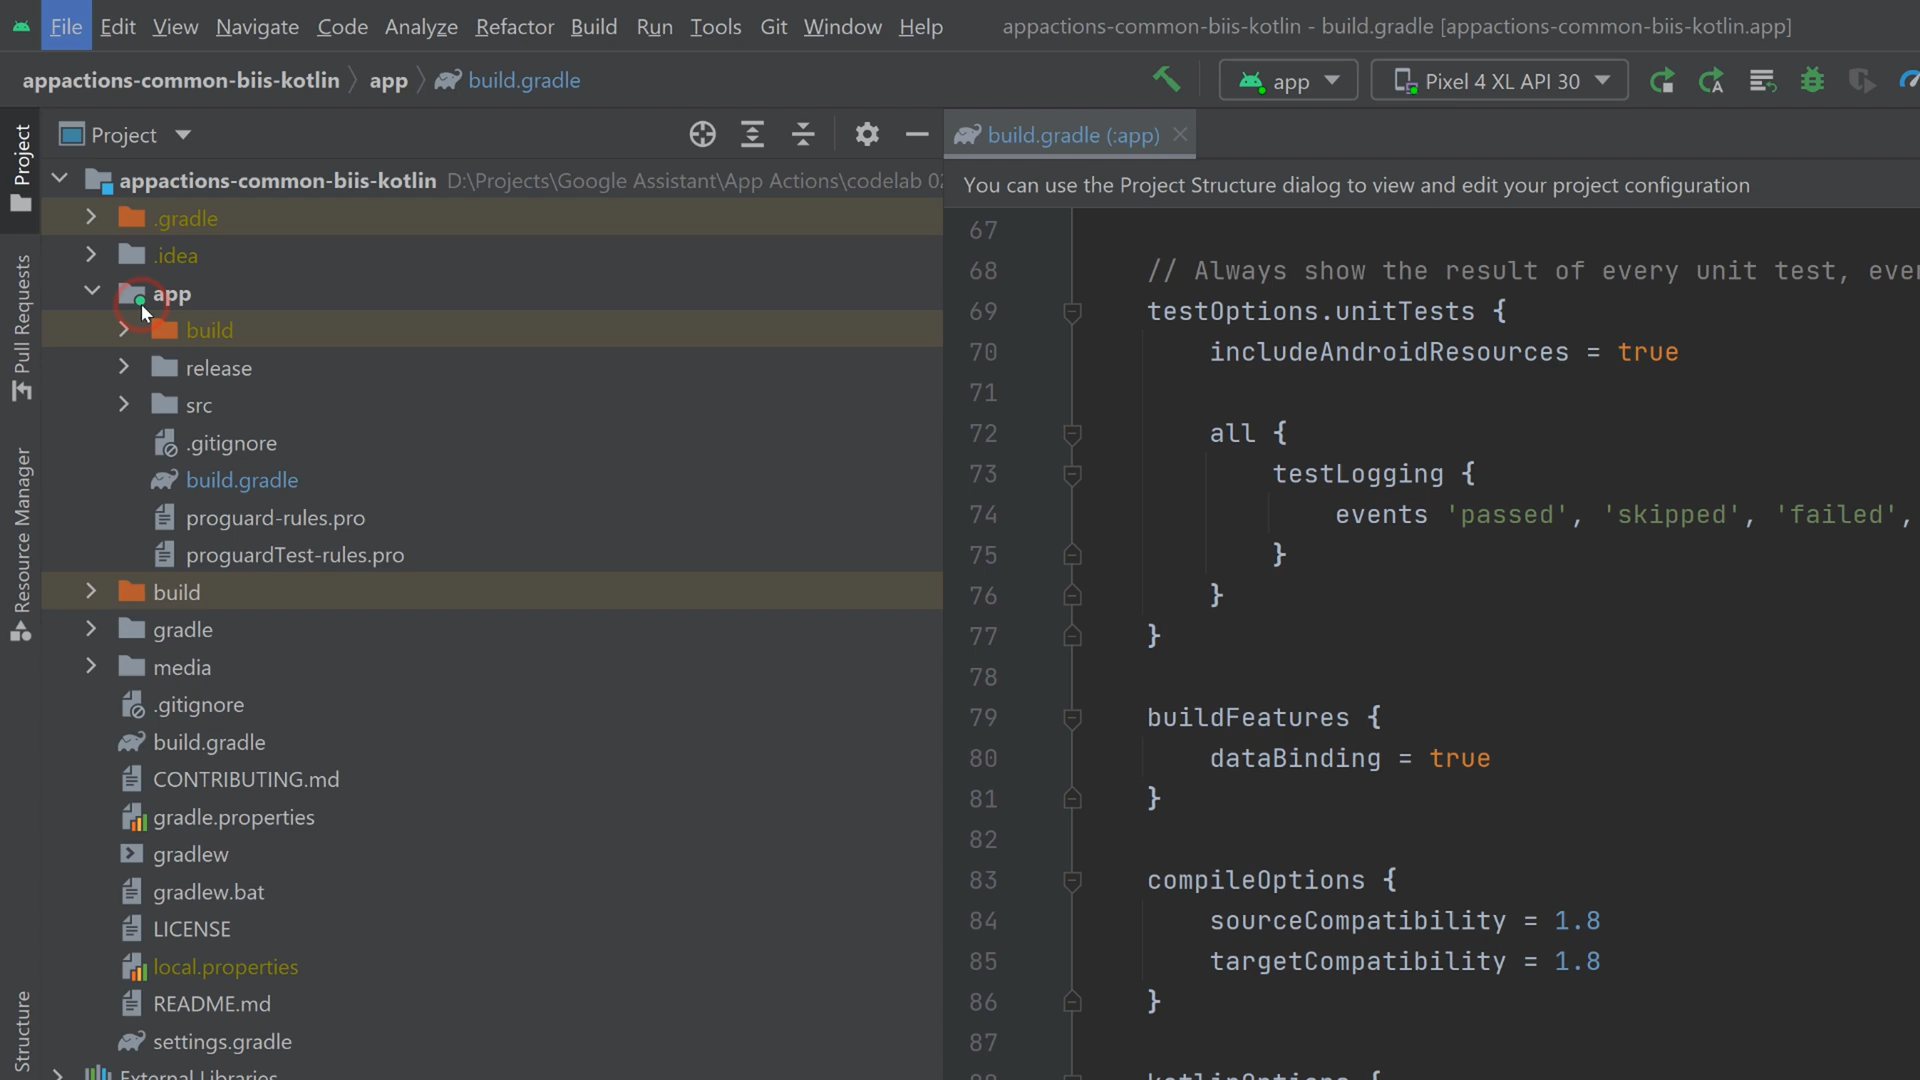 File Edit View Navigate Code Analyze Refactor Build Run Tools Git Window Help appactions-common-biis-kotlin - build.gradle [appactions-common-biis-kotlin.app]
appactions-common-biis-kotlin app build.gradle app Pixel 4 XL API 30
Project
Pull Requests
Resource Manager
Structure
Project
appactions-common-biis-kotlin D:\Projects\Google Assistant\App Actions\codelab 02
.gradle
.idea
app
build
release
src
.gitignore
build.gradle
proguard-rules.pro
proguardTest-rules.pro
build
gradle
media
.gitignore
build.gradle
CONTRIBUTING.md
gradle.properties
gradlew
gradlew.bat
LICENSE
local.properties
README.md
settings.gradle
External Libraries
build.gradle (:app)
You can use the Project Structure dialog to view and edit your project configuration
67
68 // Always show the result of every unit test, eve
69 testOptions.unitTests {
70 includeAndroidResources = true
71
72 all {
73 testLogging {
74 events 'passed', 'skipped', 'failed',
75 }
76 }
77 }
78
79 buildFeatures {
80 dataBinding = true
81 }
82
83 compileOptions {
84 sourceCompatibility = 1.8
85 targetCompatibility = 1.8
86 }
87
88 kotlinOptions {